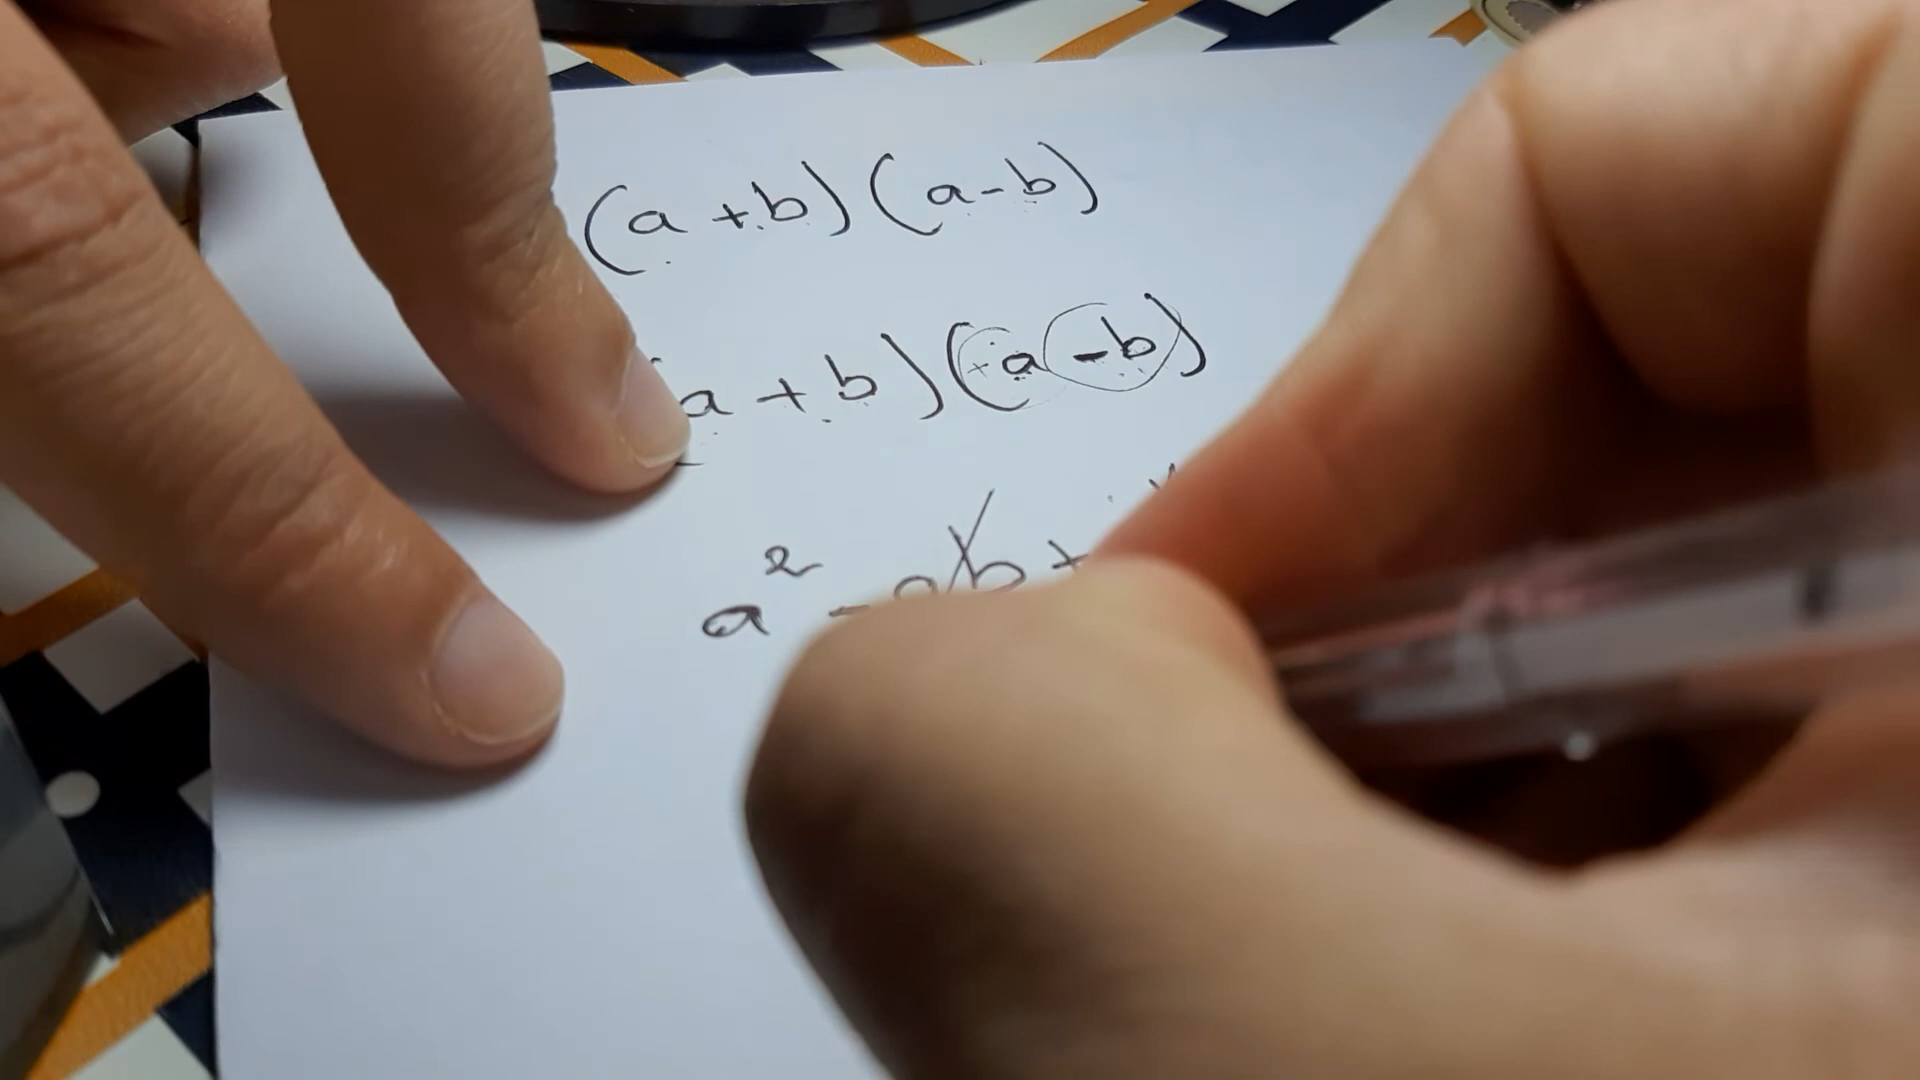 (a+b)(a-b)
a+b)(+a-b)
a² - ab +